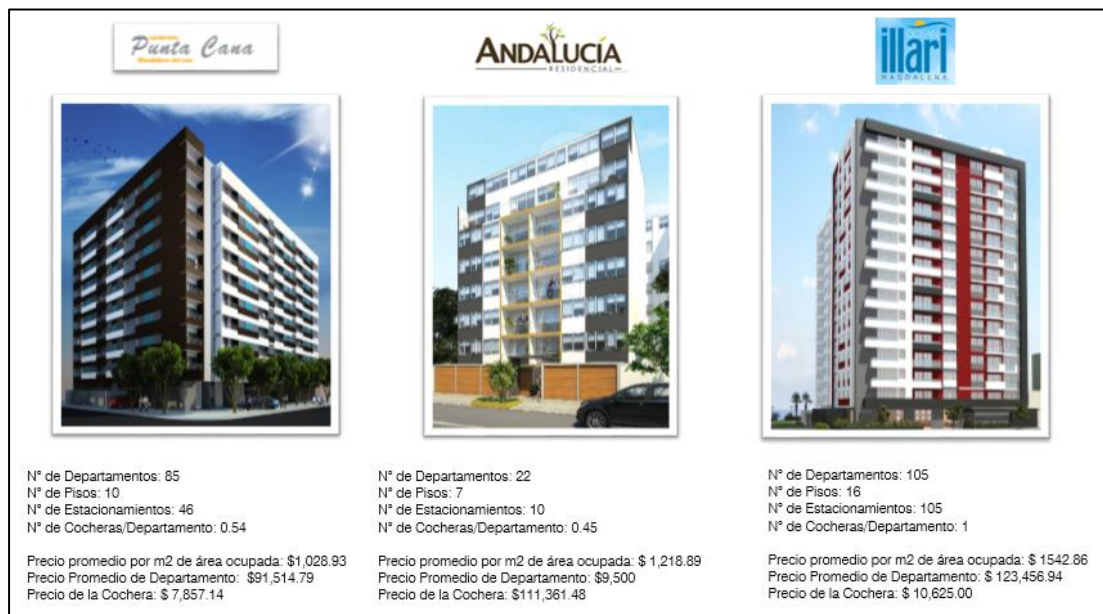 Punta Cana
Magdalena del mar
ANDALUCÍA
RESIDENCIAL
OCEAN
illari
MAGDALENA
N° de Departamentos: 85
N° de Pisos: 10
N° de Estacionamientos: 46
N° de Cocheras/Departamento: 0.54
Precio promedio por m2 de área ocupada: $1,028.93
Precio Promedio de Departamento: $91,514.79
Precio de la Cochera: $ 7,857.14
N° de Departamentos: 22
N° de Pisos: 7
N° de Estacionamientos: 10
N° de Cocheras/Departamento: 0.45
Precio promedio por m2 de área ocupada: $ 1,218.89
Precio Promedio de Departamento: $9,500
Precio de la Cochera: $111,361.48
N° de Departamentos: 105
N° de Pisos: 16
N° de Estacionamientos: 105
N° de Cocheras/Departamento: 1
Precio promedio por m2 de área ocupada: $ 1542.86
Precio Promedio de Departamento: $ 123,456.94
Precio de la Cochera: $ 10,625.00